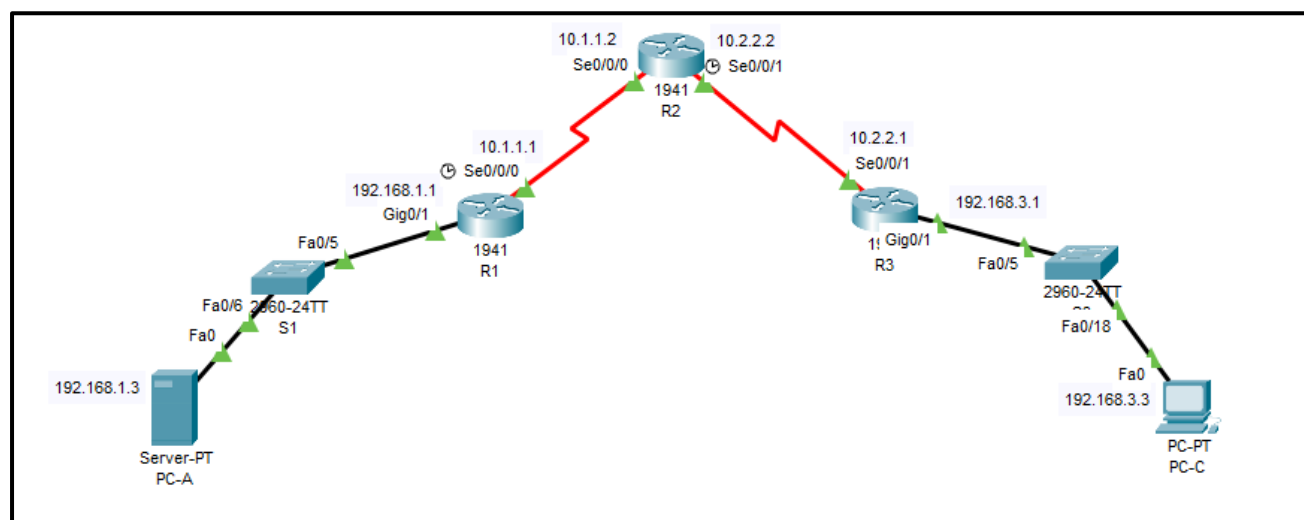 10.1.1.2
10.2.2.2
Se0/0/0
Se0/0/1
1941
R2
10.1.1.1
Se0/0/0
192.168.1.1
Gig0/1
10.2.2.1
Se0/0/1
192.168.3.1
Gig0/1
Fa0/5
1941
R1
R3
Fa0/5
Fa0/6
2960-24TT
S1
2960-24TT
Fa0/18
Fa0
Fa0
192.168.1.3
192.168.3.3
Server-PT
PC-A
PC-PT
PC-C